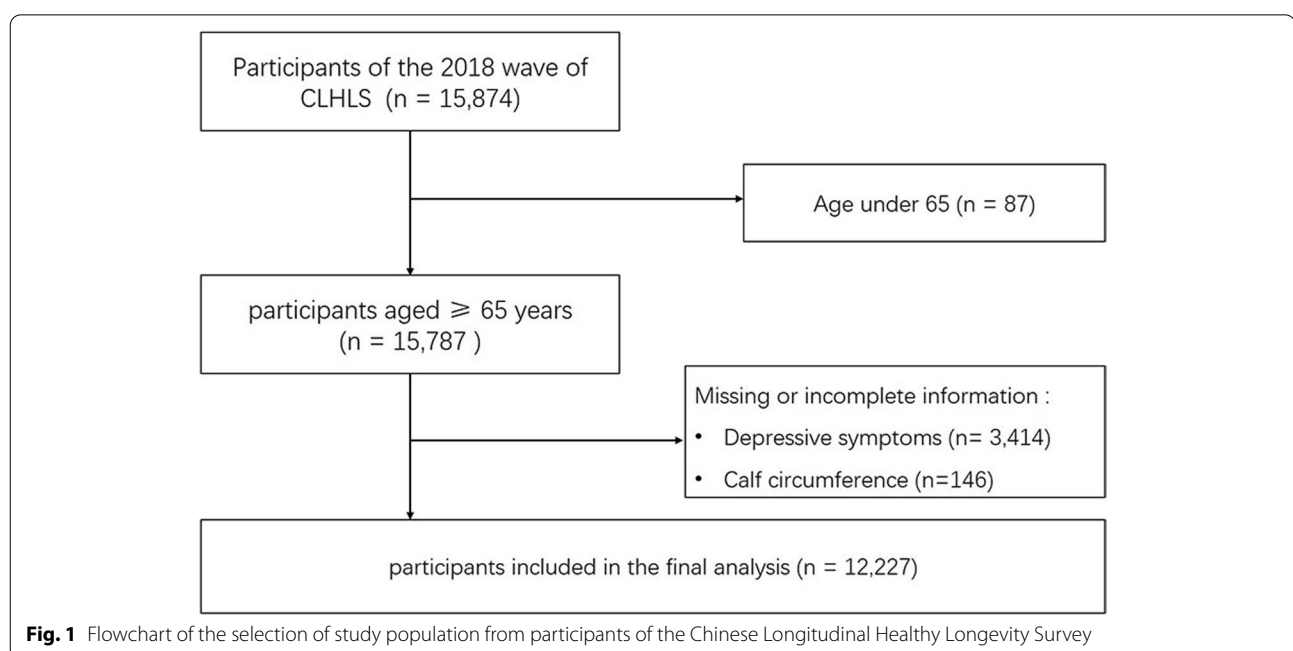 Participants of the 2018 wave of
CLHLS (n = 15,874)
Age under 65 (n = 87)
participants aged ⩾ 65 years
(n = 15,787 )
Missing or incomplete information :
• Depressive symptoms (n= 3,414)
• Calf circumference (n=146)
participants included in the final analysis (n = 12,227)
Fig. 1 Flowchart of the selection of study population from participants of the Chinese Longitudinal Healthy Longevity Survey